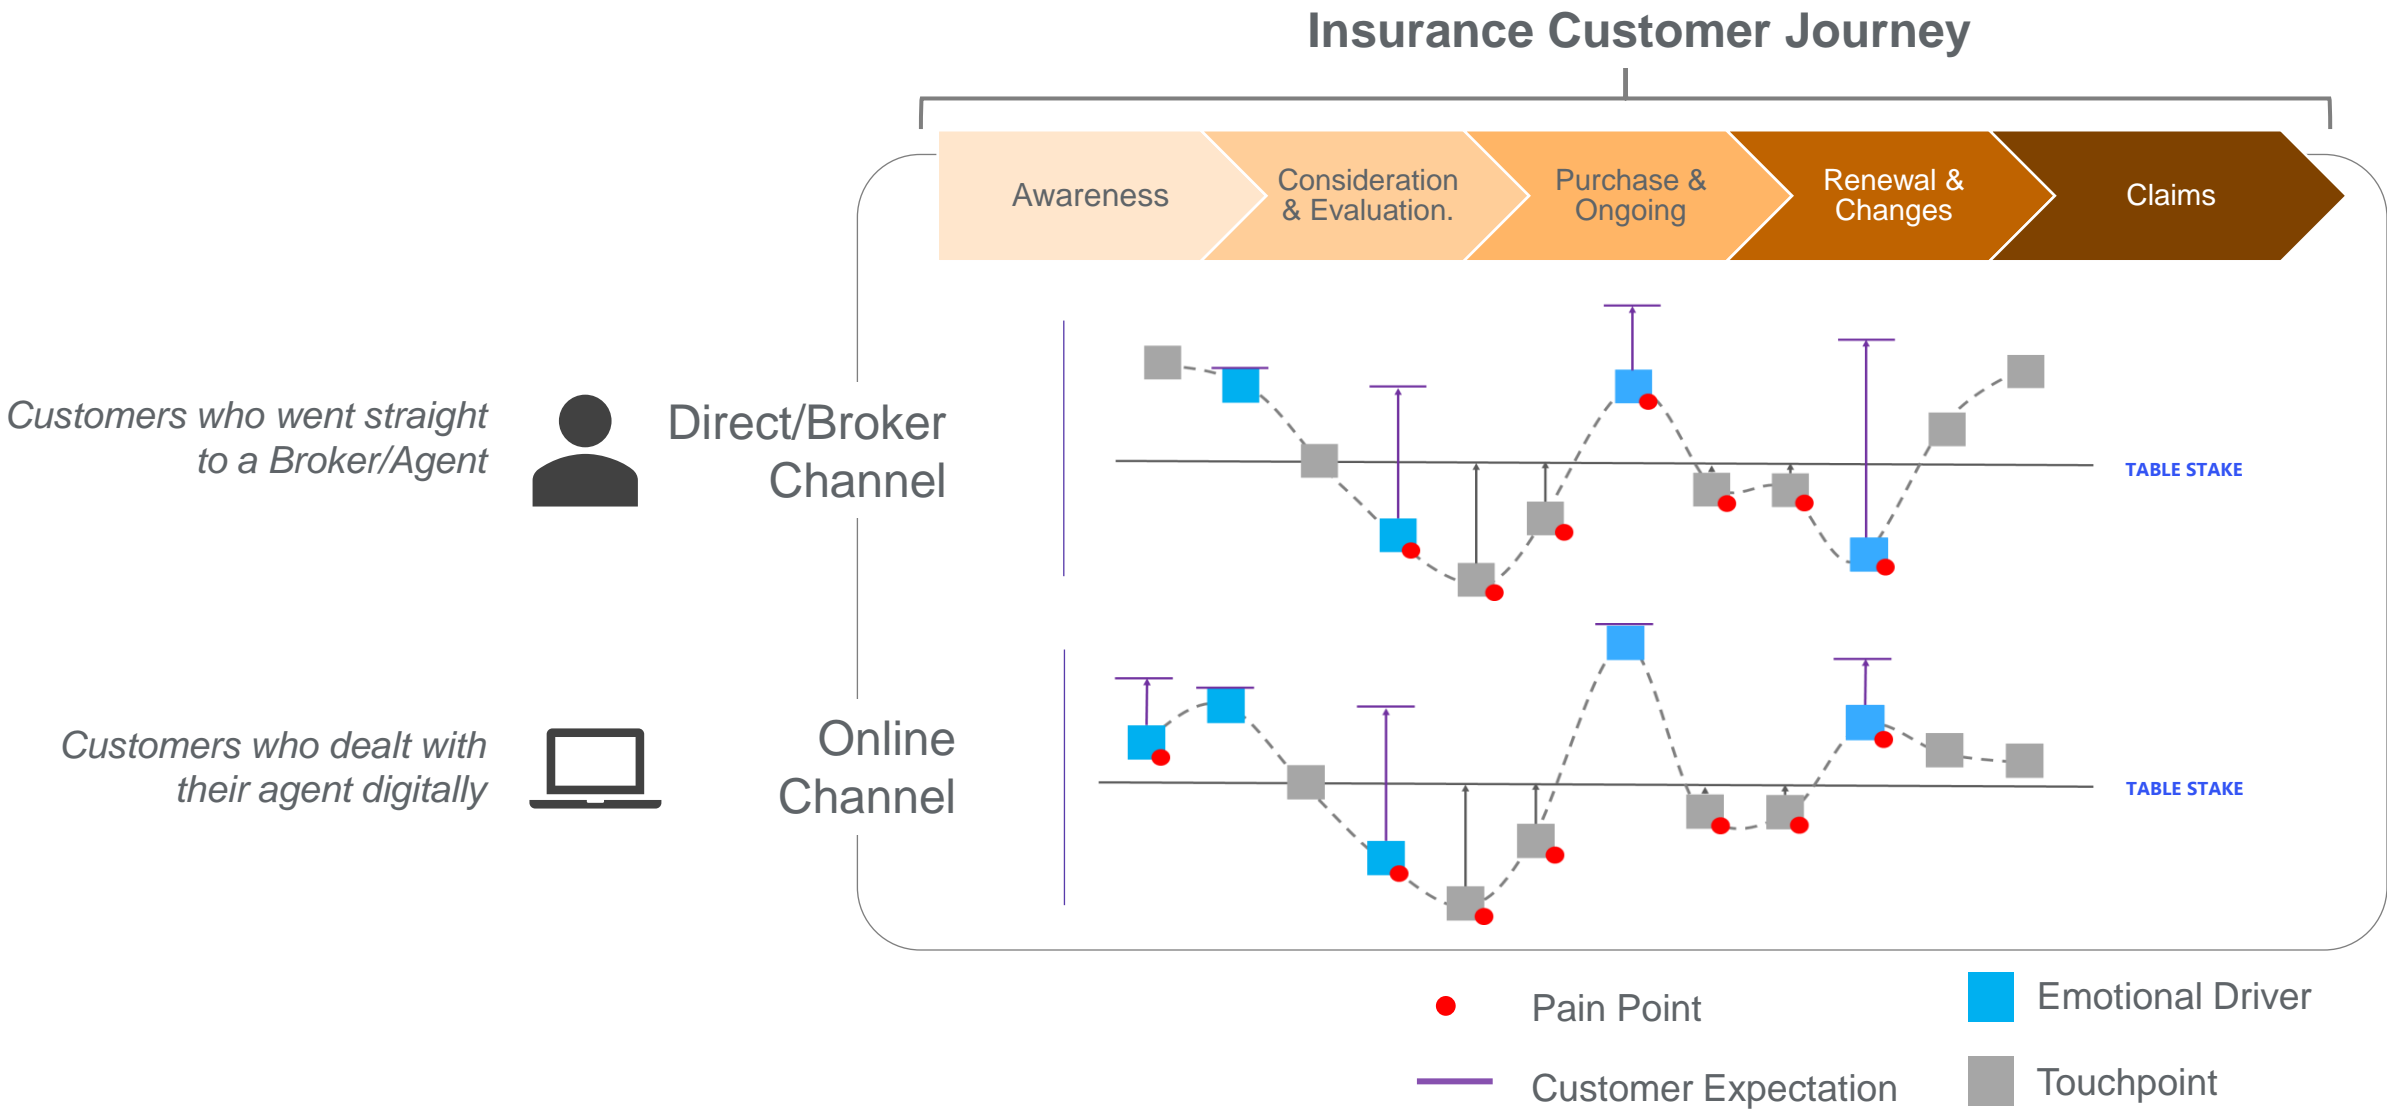 Insurance Customer Journey
Awareness
Consideration
& Evaluation.
Purchase &
Ongoing
Renewal &
Changes
Claims
Customers who went straight
to a Broker/Agent
Direct/Broker
Channel
TABLE STAKE
Customers who dealt with
their agent digitally
Online
Channel
TABLE STAKE
Pain Point
Emotional Driver
Customer Expectation
Touchpoint